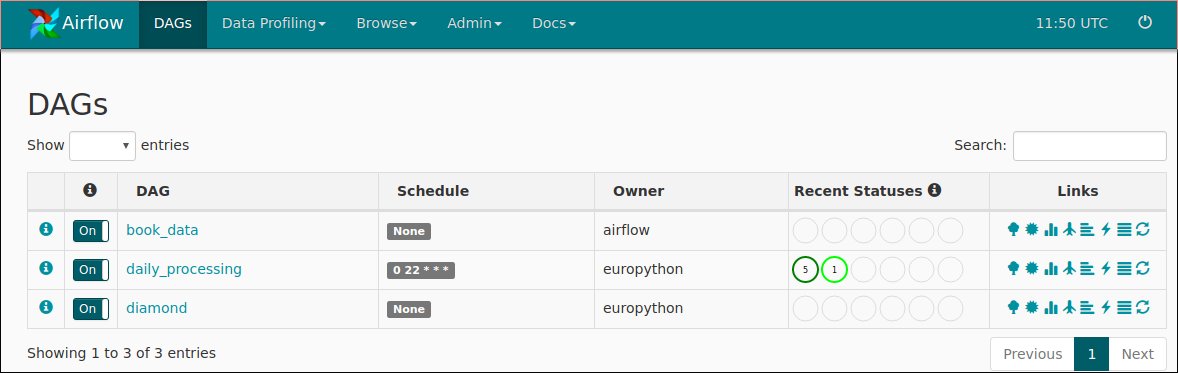 Airflow DAGs Data Profiling Browse Admin Docs 11:50 UTC
DAGs
Show entries Search:
DAG Schedule Owner Recent Statuses Links
On book_data None airflow
On daily_processing 0 22 * * * europython 5 1
On diamond None europython
Showing 1 to 3 of 3 entries Previous 1 Next